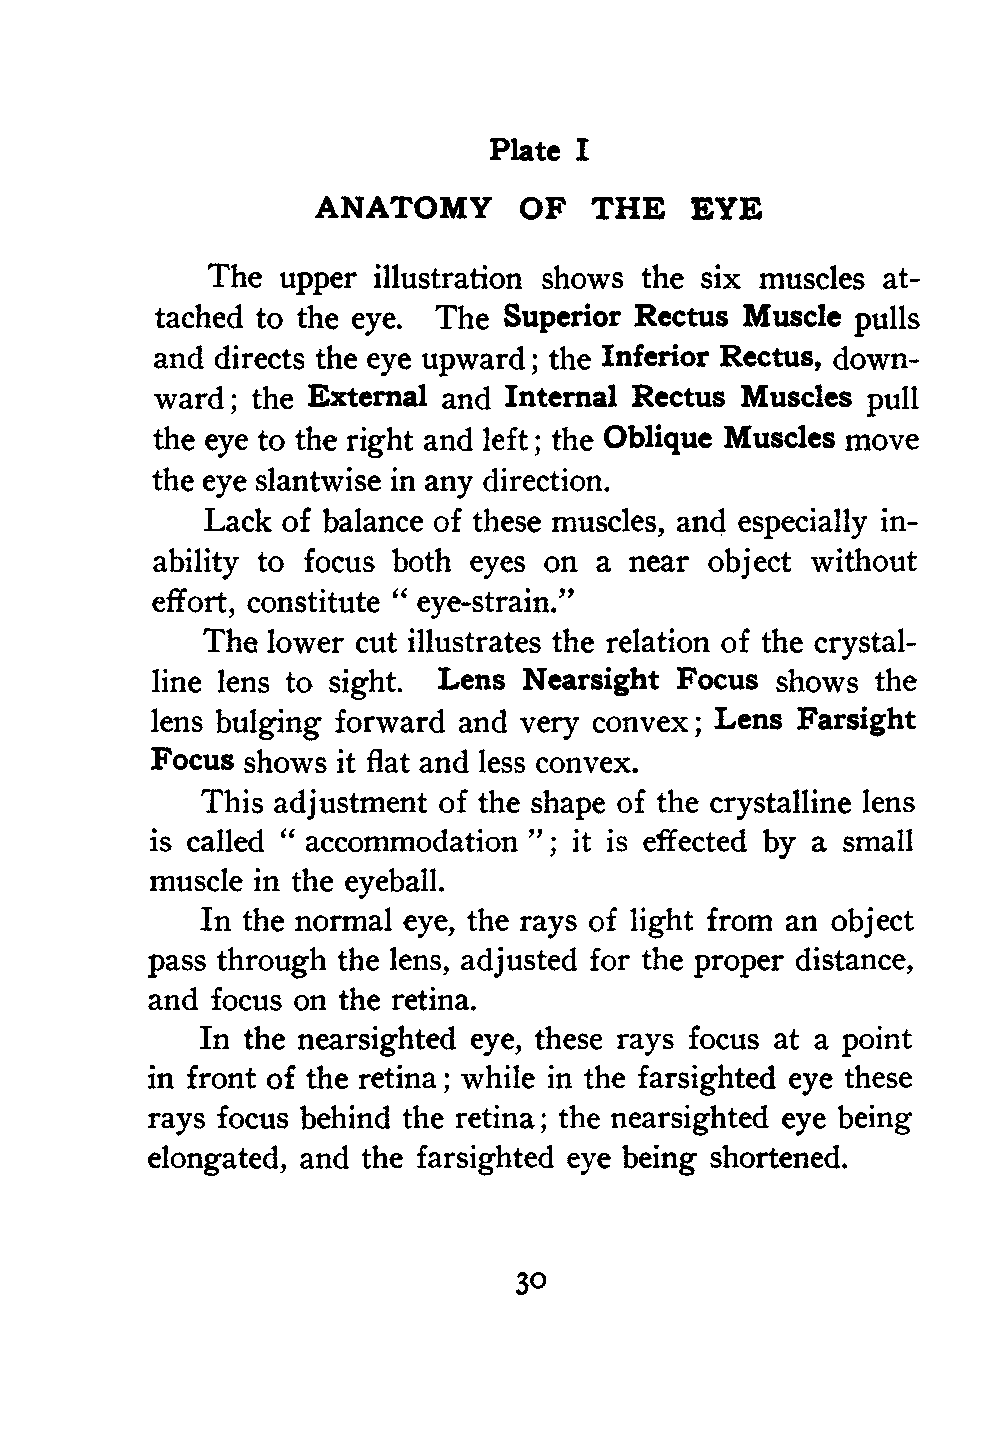 Plate I
ANATOMY OF THE EYE
The upper illustration shows the six muscles at-
tached to the eye. The Superior Rectus Muscle pulls
and directs the eye upward; the Inferior Rectus, down-
ward; the External and Internal Rectus Muscles pull
the eye to the right and left; the Oblique Muscles move
the eye slantwise in any direction.
Lack of balance of these muscles, and especially in-
ability to focus both eyes on a near object without
effort, constitute “ eye-strain.”
The lower cut illustrates the relation of the crystal-
line lens to sight. Lens Nearsight Focus shows the
lens bulging forward and very convex; Lens Farsight
Focus shows it flat and less convex.
This adjustment of the shape of the crystalline lens
is called “ accommodation ”; it is effected by a small
muscle in the eyeball.
In the normal eye, the rays of light from an object
pass through the lens, adjusted for the proper distance,
and focus on the retina.
In the nearsighted eye, these rays focus at a point
in front of the retina; while in the farsighted eye these
rays focus behind the retina; the nearsighted eye being
elongated, and the farsighted eye being shortened.
30